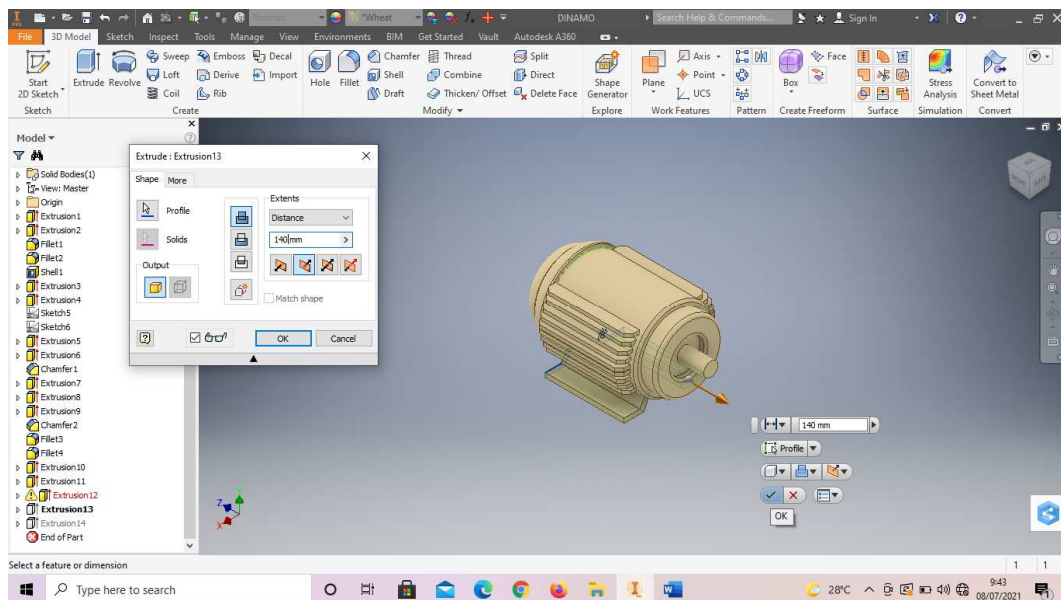 PRO
Material
*Wheat
DINAMO
Search Help & Commands...
Sign In
File 3D Model Sketch Inspect Tools Manage View Environments BIM Get Started Vault Autodesk A360
Start 2D Sketch
Extrude
Revolve
Sweep
Loft
Coil
Emboss
Derive
Rib
Decal
Import
Hole
Fillet
Chamfer
Shell
Draft
Thread
Combine
Thicken/ Offset
Split
Direct
Delete Face
Shape Generator
Plane
Axis
Point
UCS
Box
Face
Stress Analysis
Convert to Sheet Metal
Sketch Create Modify Explore Work Features Pattern Create Freeform Surface Simulation Convert
Model
Solid Bodies(1)
View: Master
Origin
Extrusion1
Extrusion2
Fillet1
Fillet2
Shell1
Extrusion3
Extrusion4
Sketch5
Sketch6
Extrusion5
Extrusion6
Chamfer1
Extrusion7
Extrusion8
Extrusion9
Chamfer2
Fillet3
Fillet4
Extrusion10
Extrusion11
Extrusion12
Extrusion13
Extrusion14
End of Part
Extrude : Extrusion13
Shape More
Profile
Solids
Output
Extents
Distance
140 mm
Match shape
OK Cancel
140 mm
Profile
OK
Z
Y
X
BACK
Select a feature or dimension
1 1
Type here to search
28°C
9:43
08/07/2021